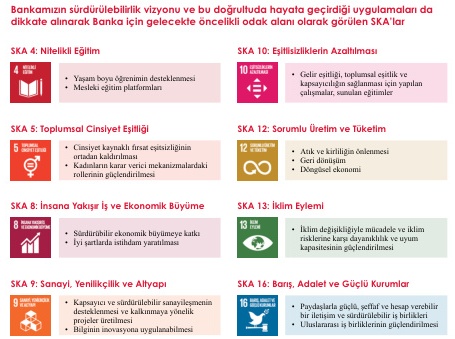 Bankamızın sürdürülebilirlik vizyonu ve bu doğrultuda hayata geçirdiği uygulamaları da
dikkate alınarak Banka için gelecekte öncelikli odak alanı olarak görülen SKA'lar
SKA 4: Nitelikli Eğitim
4 NİTELİKLİ EĞİTİM
• Yaşam boyu öğrenimin desteklenmesi
• Mesleki eğitim platformları
SKA 5: Toplumsal Cinsiyet Eşitliği
5 TOPLUMSAL CİNSİYET EŞİTLİĞİ
• Cinsiyet kaynaklı fırsat eşitsizliğinin
ortadan kaldırılması
• Kadınların karar verici mekanizmalardaki
rollerinin güçlendirilmesi
SKA 8: İnsana Yakışır İş ve Ekonomik Büyüme
8 İNSANA YAKIŞIR İŞ VE EKONOMİK BÜYÜME
• Sürdürebilir ekonomik büyümeye katkı
• İyi şartlarda istihdam yaratılması
SKA 9: Sanayi, Yenilikçilik ve Altyapı
9 SANAYİ, YENİLİKÇİLİK VE ALTYAPI
• Kapsayıcı ve sürdürülebilir sanayileşmenin
desteklenmesi ve kalkınmaya yönelik
projeler üretilmesi
• Bilginin inovasyona uygulanabilmesi
SKA 10: Eşitlisizliklerin Azaltılması
10 EŞİTSİZLİKLERİN AZALTILMASI
• Gelir eşitliği, toplumsal eşitlik ve
kapsayıcılığın sağlanması için yapılan
çalışmalar, sunulan eğitimler
SKA 12: Sorumlu Üretim ve Tüketim
12 SORUMLU ÜRETİM VE TÜKETİM
• Atık ve kirliliğin önlenmesi
• Geri dönüşüm
• Döngüsel ekonomi
SKA 13: İklim Eylemi
13 İKLİM EYLEMİ
• İklim değişikliğiyle mücadele ve iklim
risklerine karşı dayanıklılık ve uyum
kapasitesinin güçlendirilmesi
SKA 16: Barış, Adalet ve Güçlü Kurumlar
16 BARIŞ, ADALET VE GÜÇLÜ KURUMLAR
• Paydaşlarla güçlü, şeffaf ve hesap verebilir
bir iletişim ve sürdürülebilir iş birlikleri
• Uluslararası iş birliklerinin güçlendirilmesi